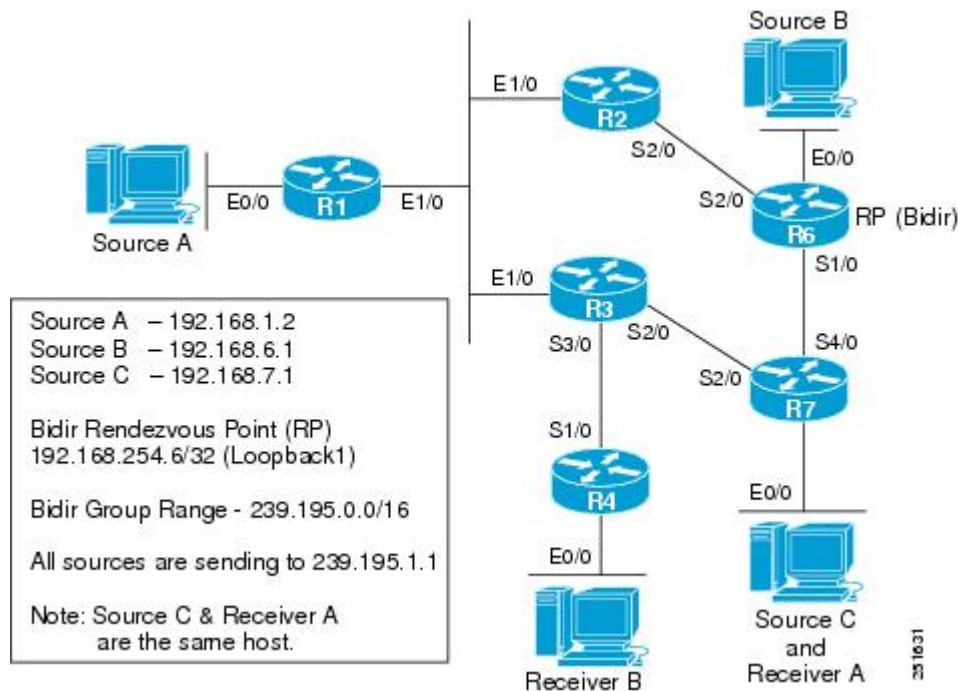 Source B
E1/0
R2
S2/0
E0/0
S2/0
R6
RP (Bidir)
S1/0
E0/0
R1
E1/0
Source A
E1/0
R3
S3/0
S2/0
S4/0
S2/0
R7
S1/0
R4
E0/0
E0/0
Receiver B
Source C
and
Receiver A
Source A – 192.168.1.2
Source B – 192.168.6.1
Source C – 192.168.7.1
Bidir Rendezvous Point (RP)
192.168.254.6/32 (Loopback1)
Bidir Group Range - 239.195.0.0/16
All sources are sending to 239.195.1.1
Note: Source C & Receiver A
are the same host.
351631